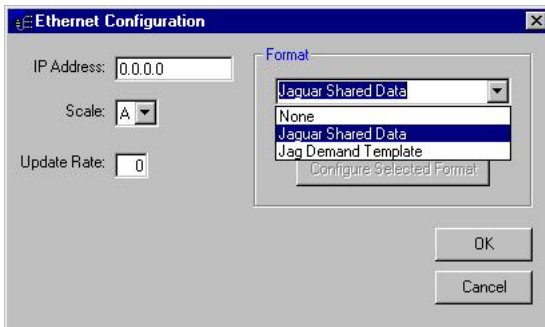 Ethernet Configuration
IP Address: 0.0.0.0
Scale: A
Update Rate: 0
Format
Jaguar Shared Data
None
Jaguar Shared Data
Jag Demand Template
Configure Selected Format
OK
Cancel